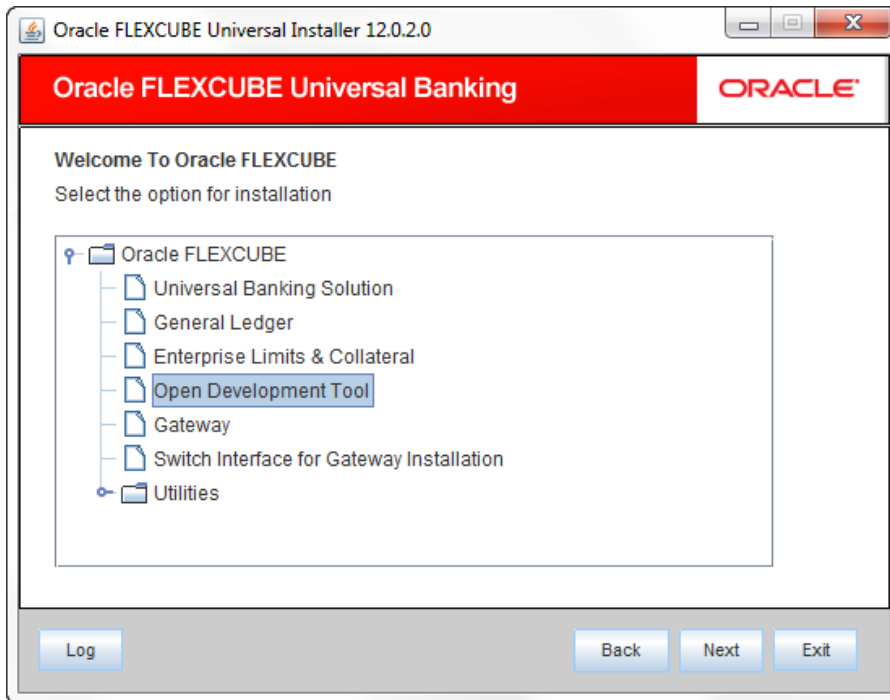 Oracle FLEXCUBE Universal Installer 12.0.2.0
Oracle FLEXCUBE Universal Banking
ORACLE
Welcome To Oracle FLEXCUBE
Select the option for installation
Oracle FLEXCUBE
Universal Banking Solution
General Ledger
Enterprise Limits & Collateral
Open Development Tool
Gateway
Switch Interface for Gateway Installation
Utilities
Log Back Next Exit